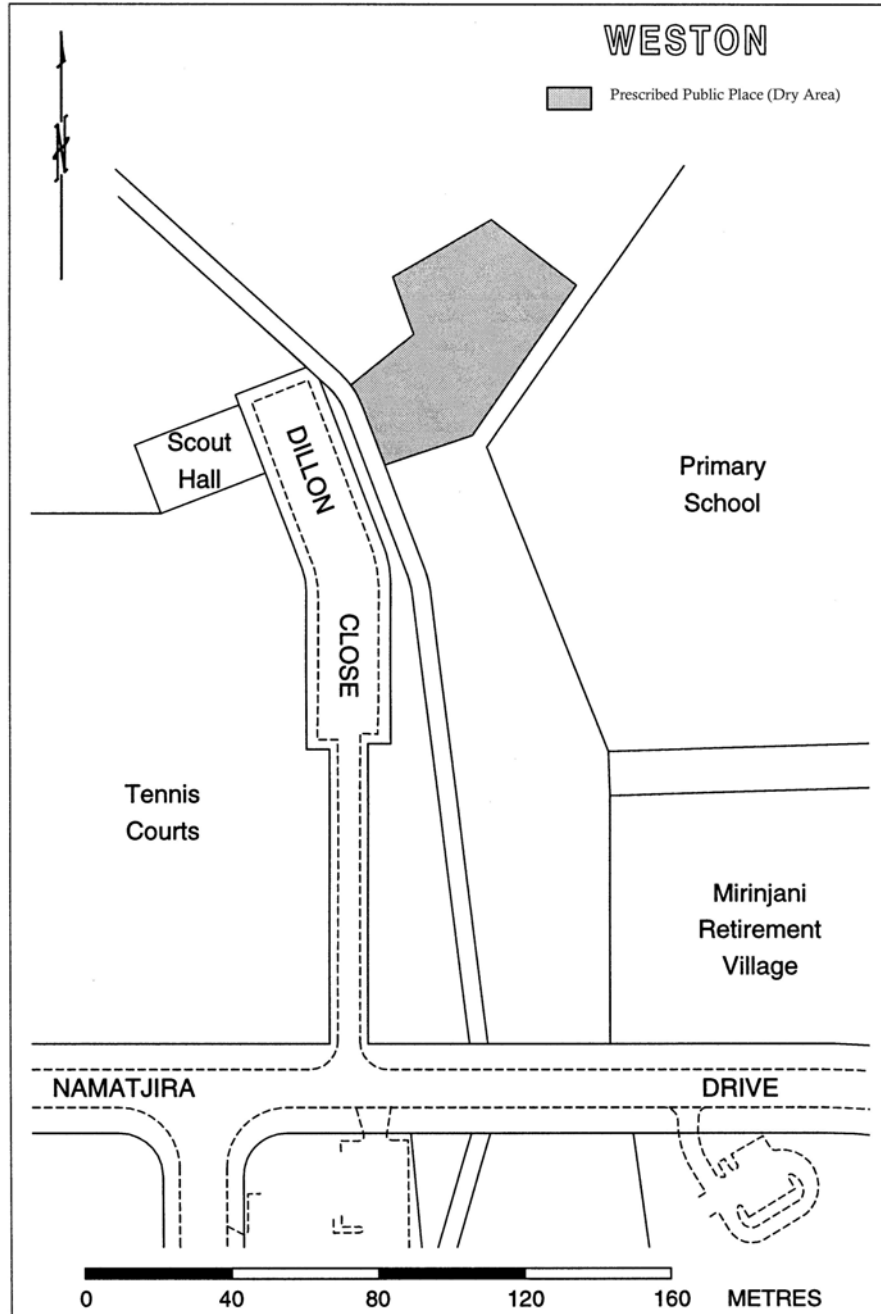 WESTON
Prescribed Public Place (Dry Area)
N
Scout
Hall
DILLON
CLOSE
Primary
School
Tennis
Courts
Mirinjani
Retirement
Village
NAMATJIRA DRIVE
0 40 80 120 160 METRES